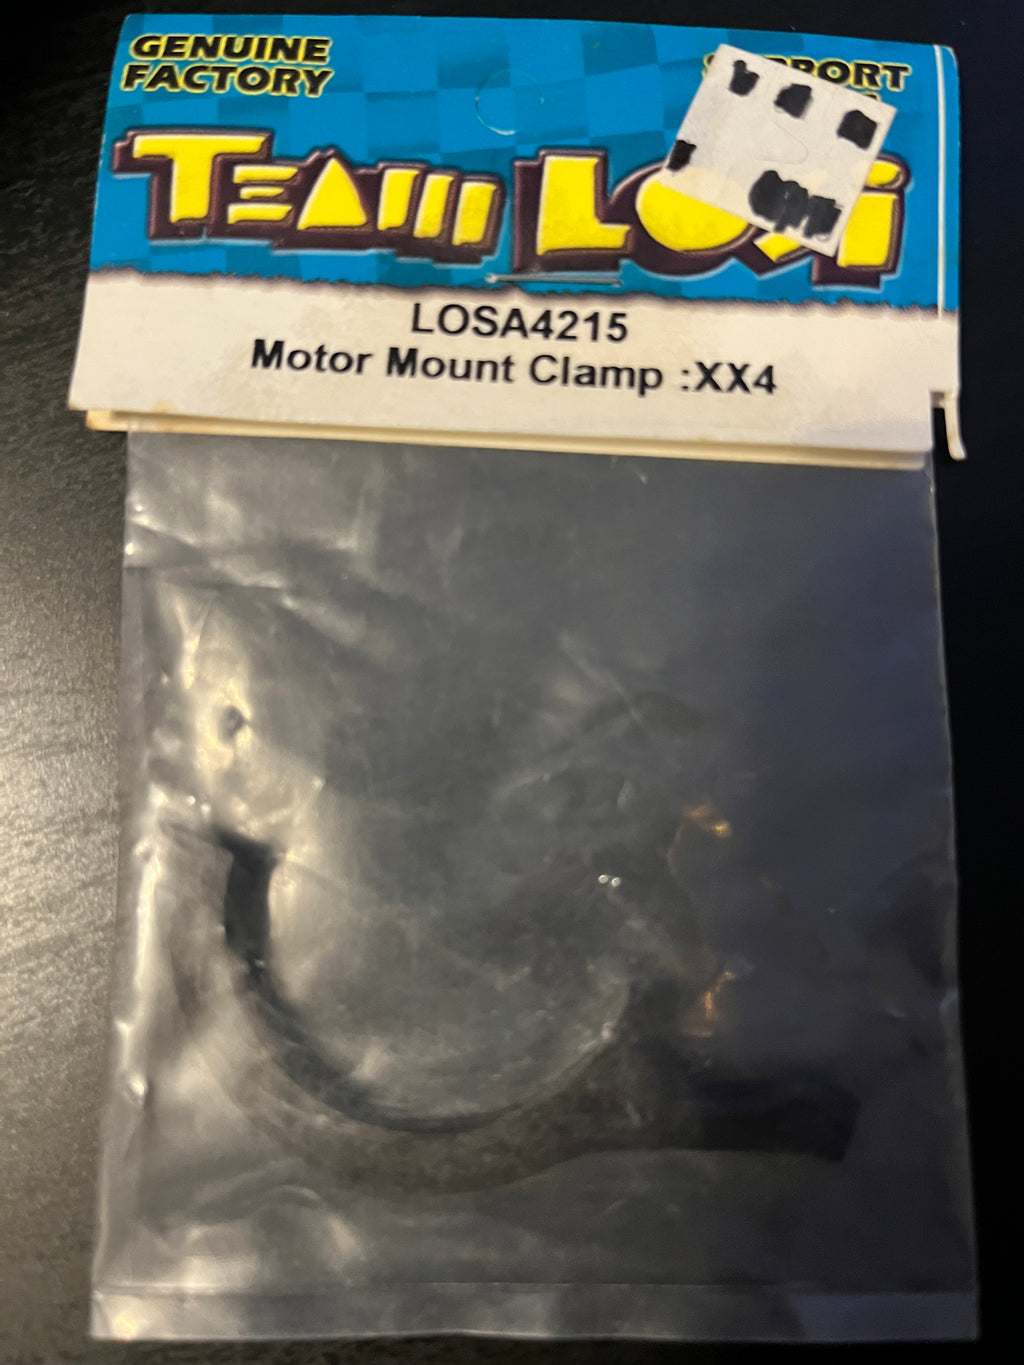 GENUINE
FACTORY
TEAM LOSi
LOSA4215
Motor Mount Clamp :XX4